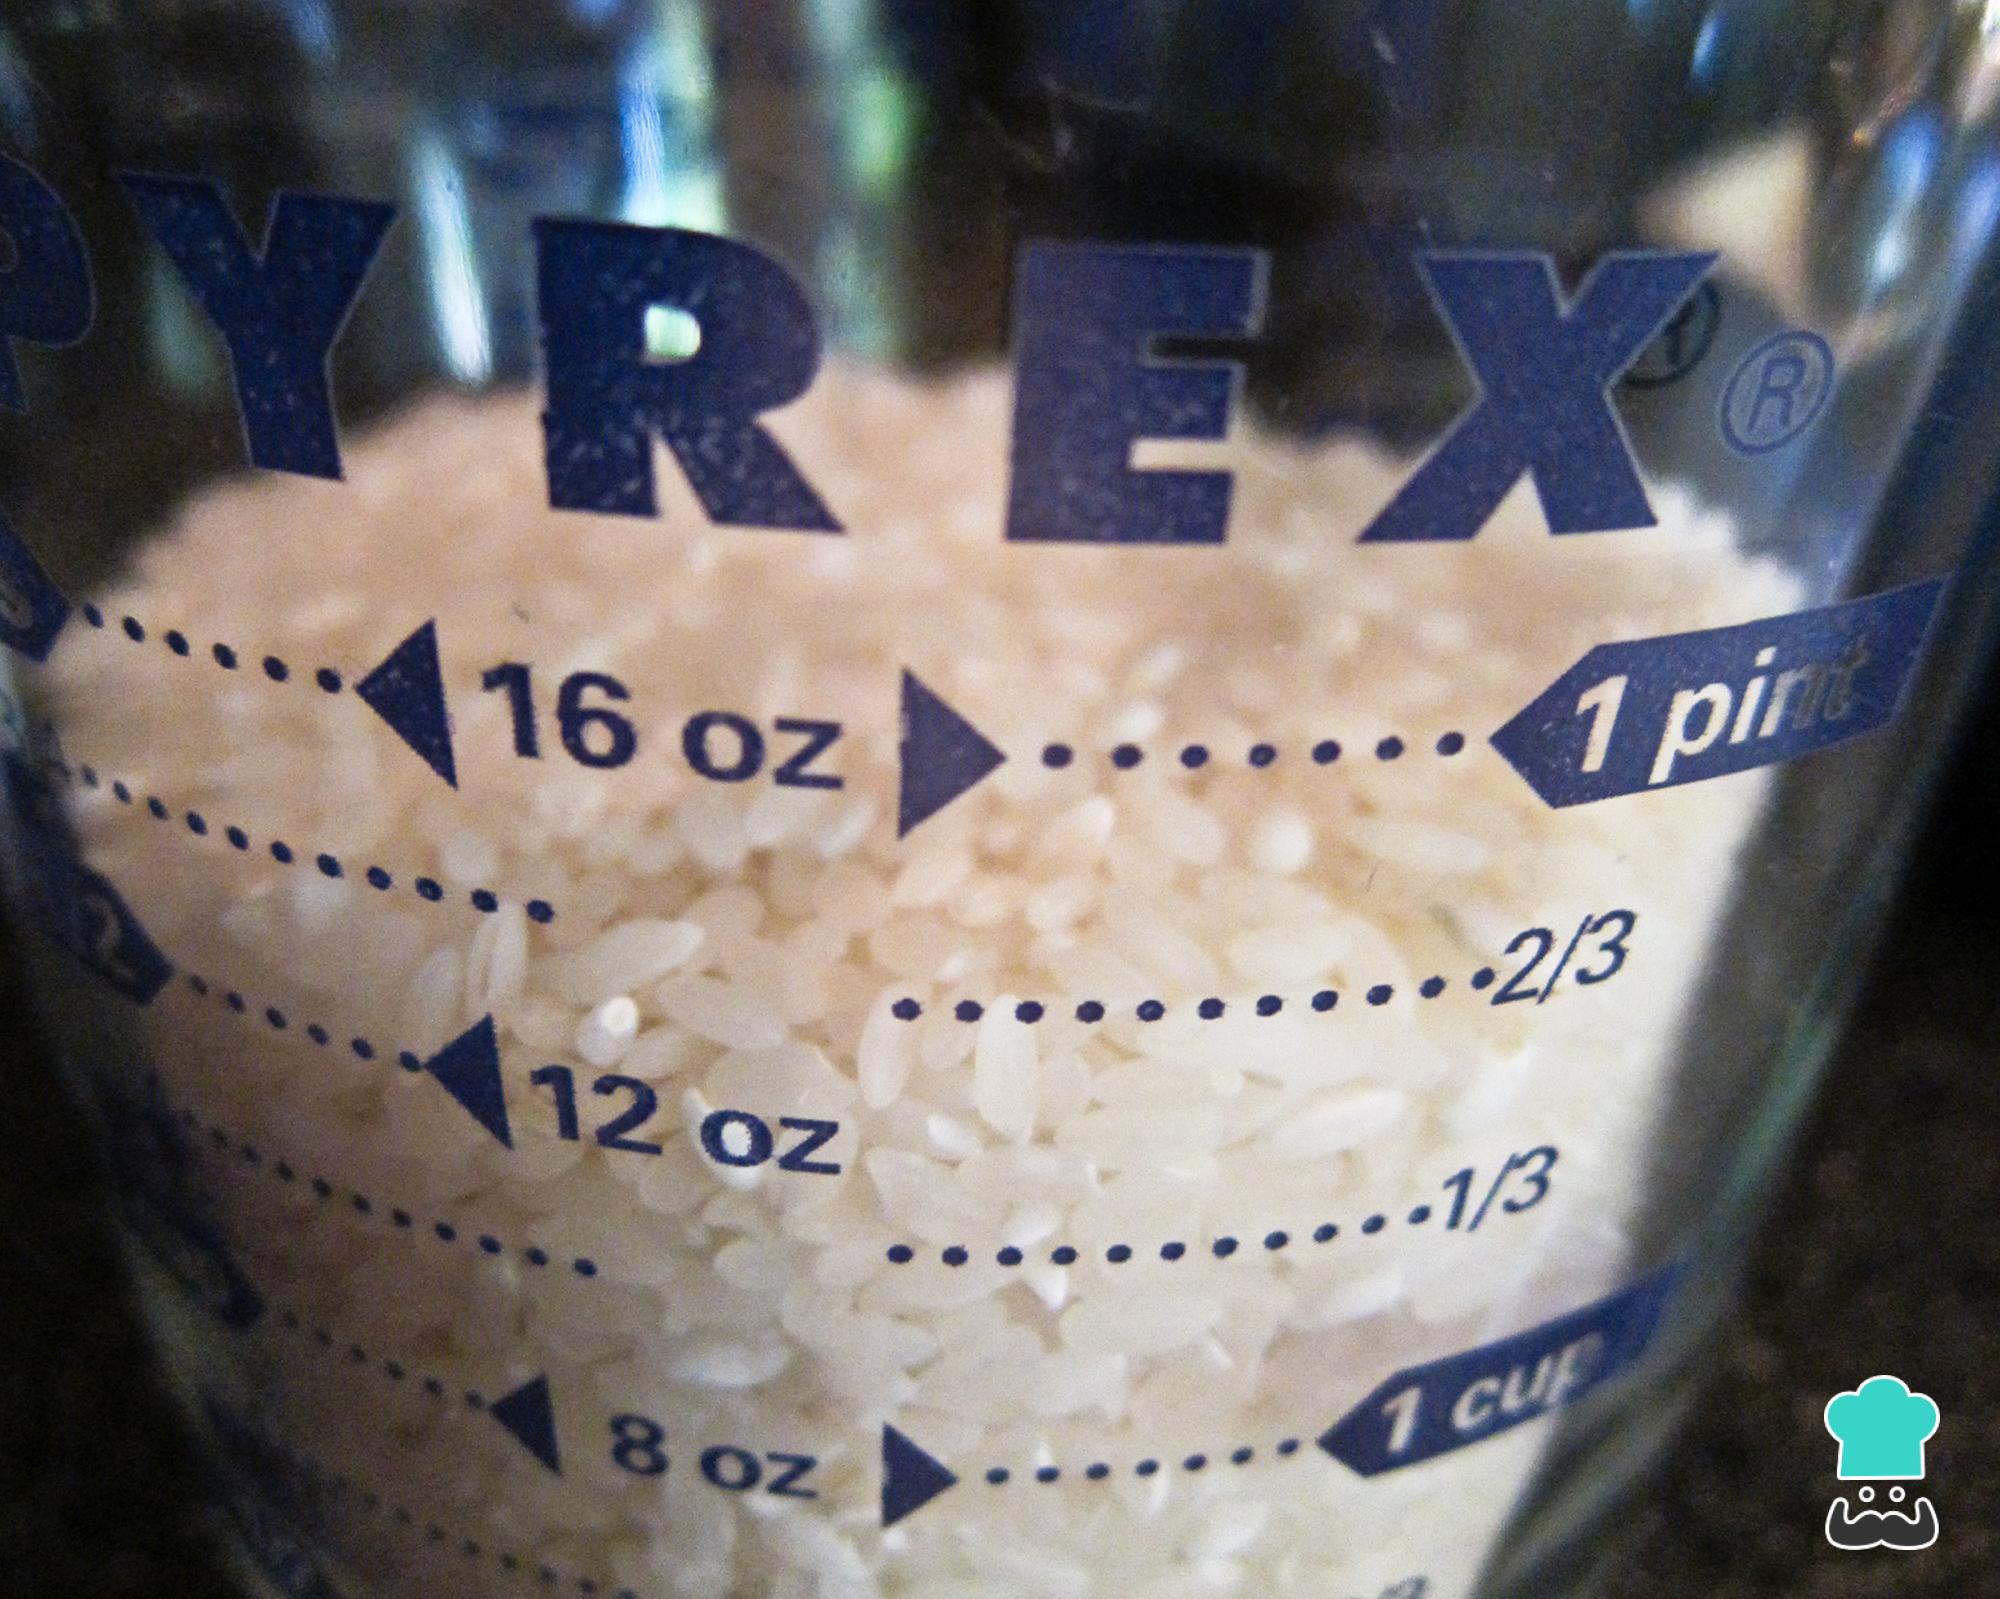 PYREX®
16 oz 1 pint
2/3
12 oz
1/3
8 oz 1 cup